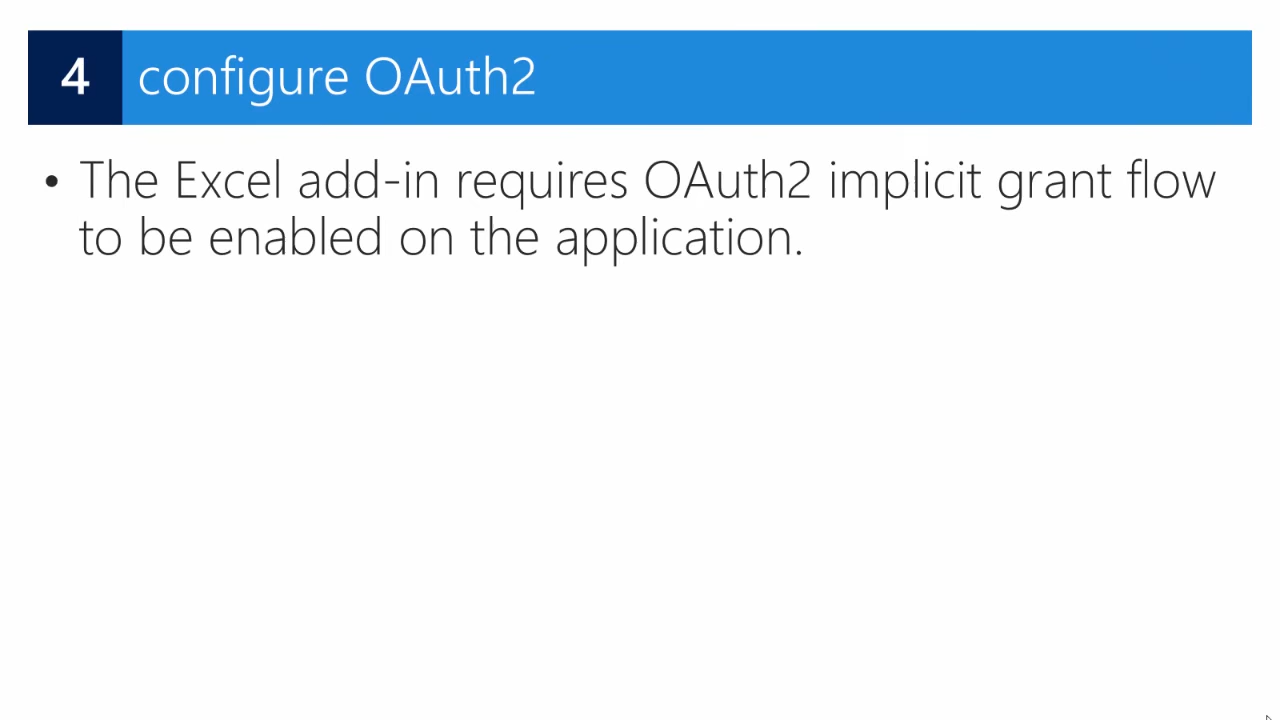 4 configure OAuth2
• The Excel add-in requires OAuth2 implicit grant flow
to be enabled on the application.